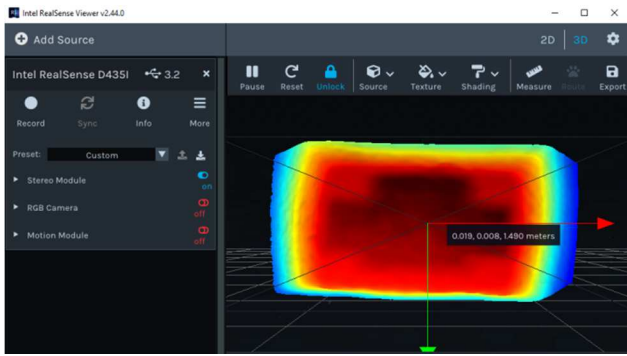 Intel RealSense Viewer v2.44.0
Add Source
2D
3D
Intel RealSense D435I
3.2
Record
Sync
Info
More
Preset:
Custom
Stereo Module
on
RGB Camera
off
Motion Module
off
Pause
Reset
Unlock
Source
Texture
Shading
Measure
Export
0.019, 0.008, 1.490 meters